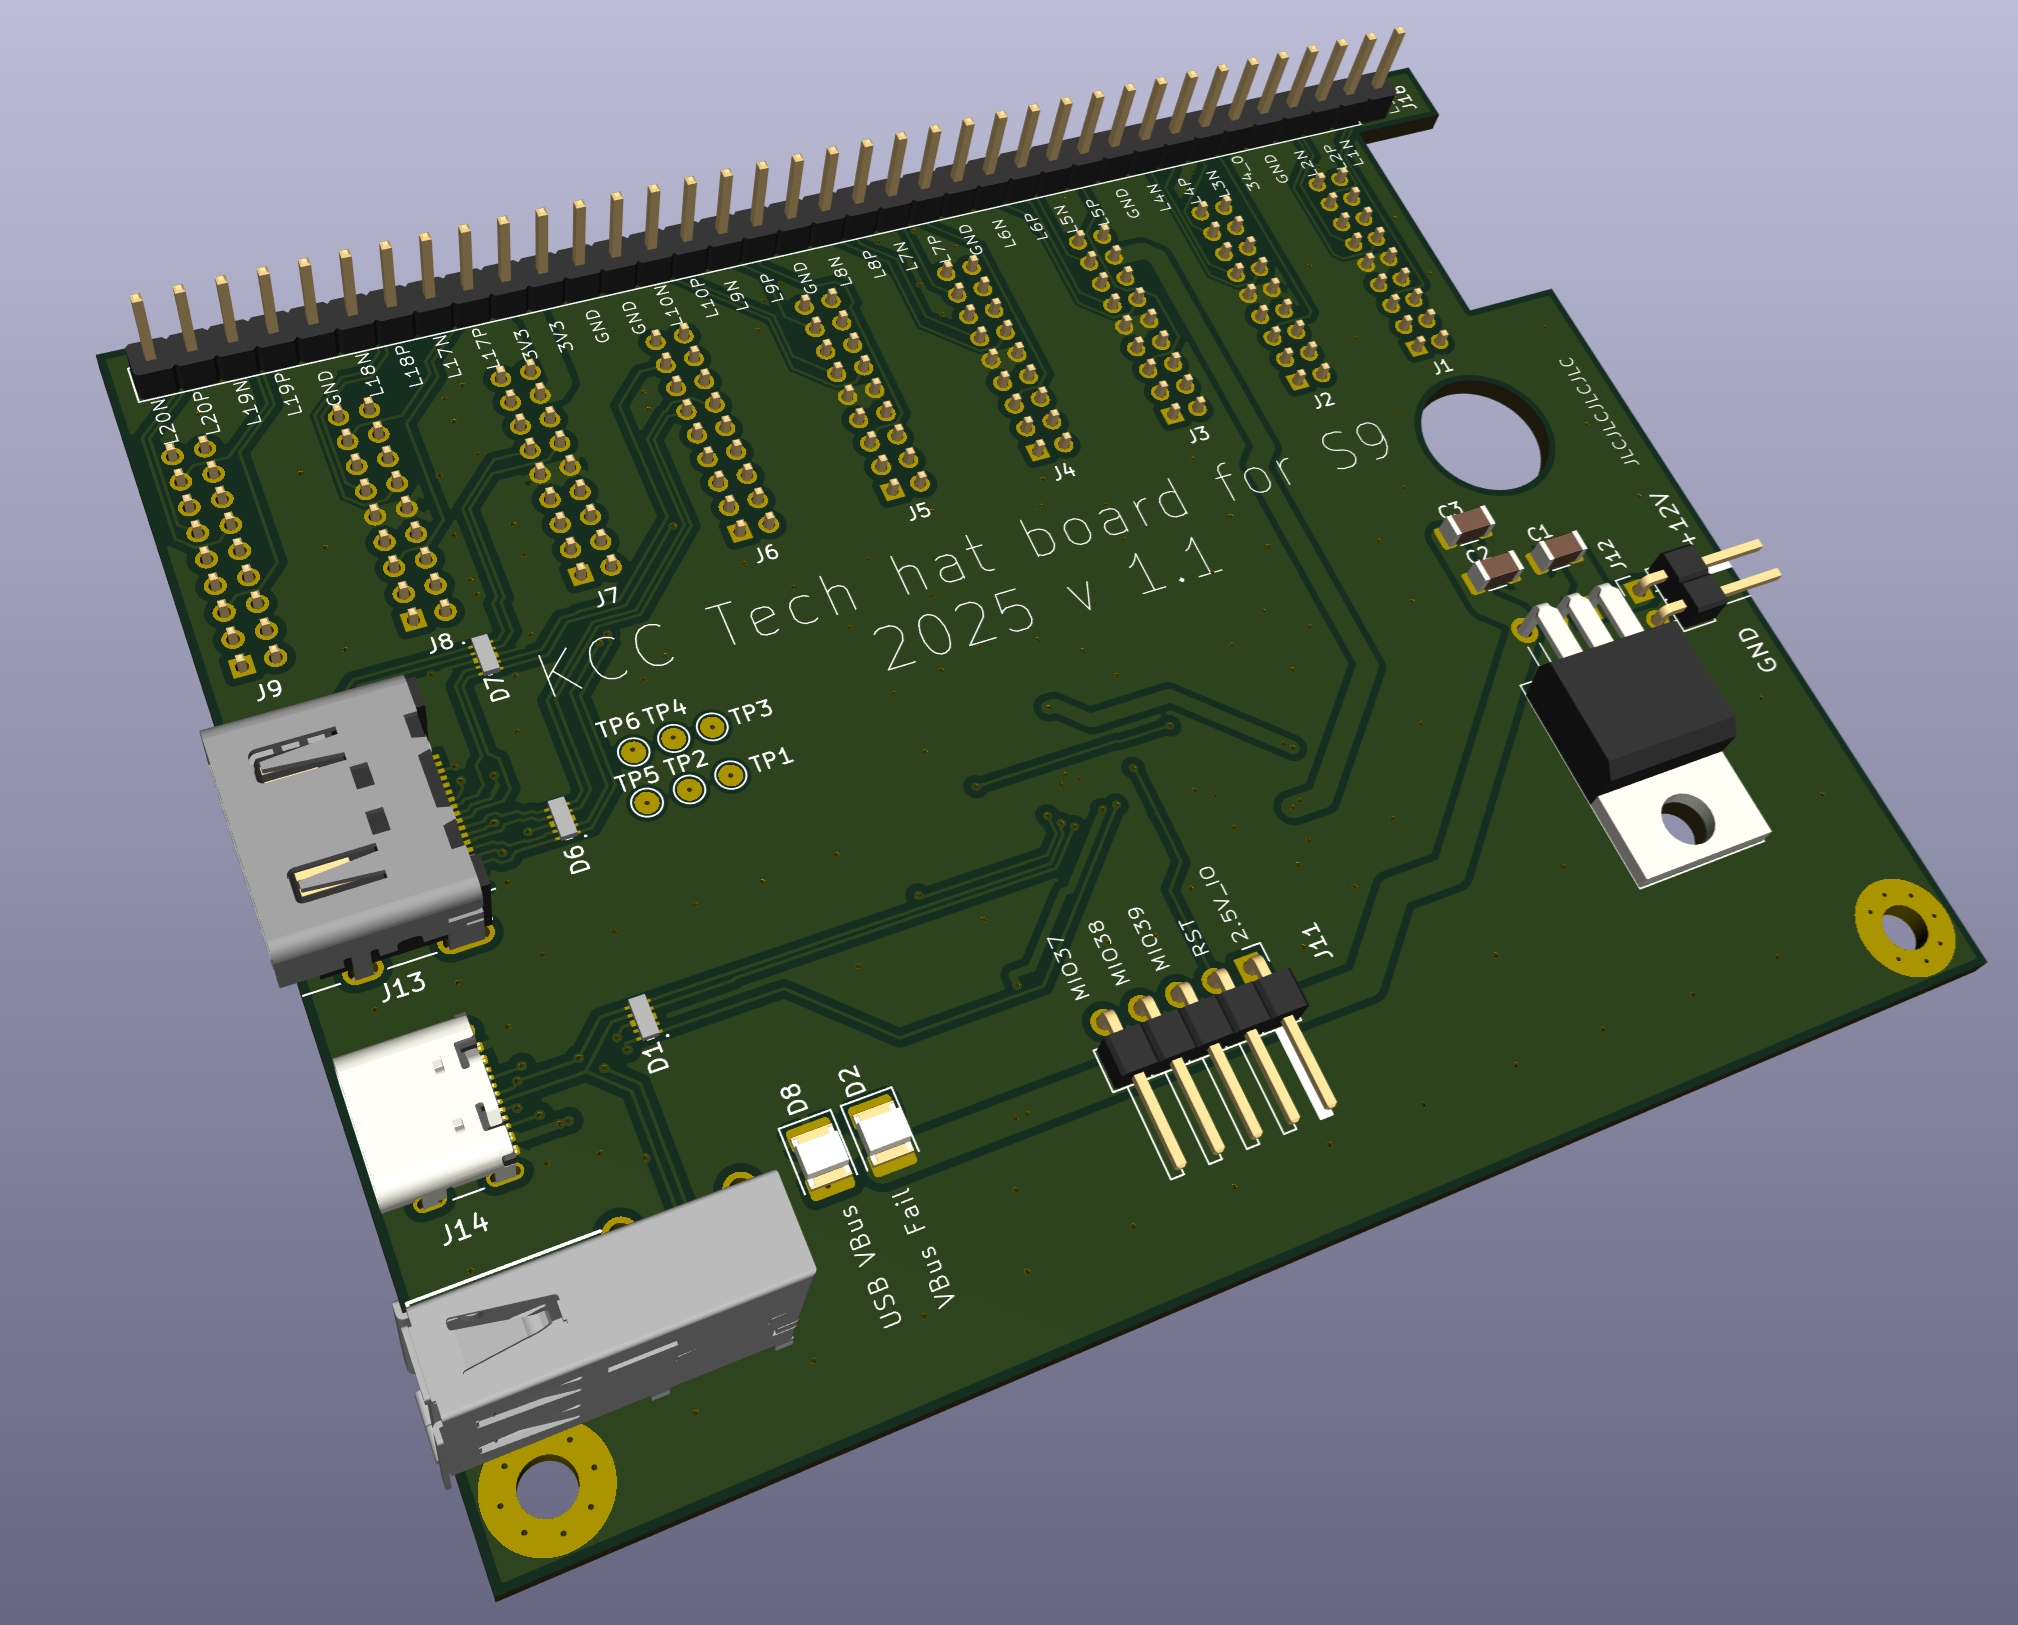 J16
L1N
L2P
L2N
GND
34_0
L3N
L4P
L4N
GND
L5P
L5N
L6P
L6N
GND
L7P
L7N
L8P
L8N
GND
L9P
L9N
L10P
L10N
GND
GND
3V3
3V3
L17P
L17N
L18P
L18N
GND
L19P
L19N
L20P
L20N
J1
J2
J3
J4
J5
J6
J7
J8
J9
JLCJLCJLCJLC
KCC Tech hat board for S9
2025 v 1.1
C3
C2
C1
J12
+12V
GND
D7
TP6
TP4
TP3
TP5
TP2
TP1
D6
J13
MIO37
MIO38
MIO39
RST
2.5V_IO
J11
D1
D8
D2
J14
USB VBus
VBus Fail